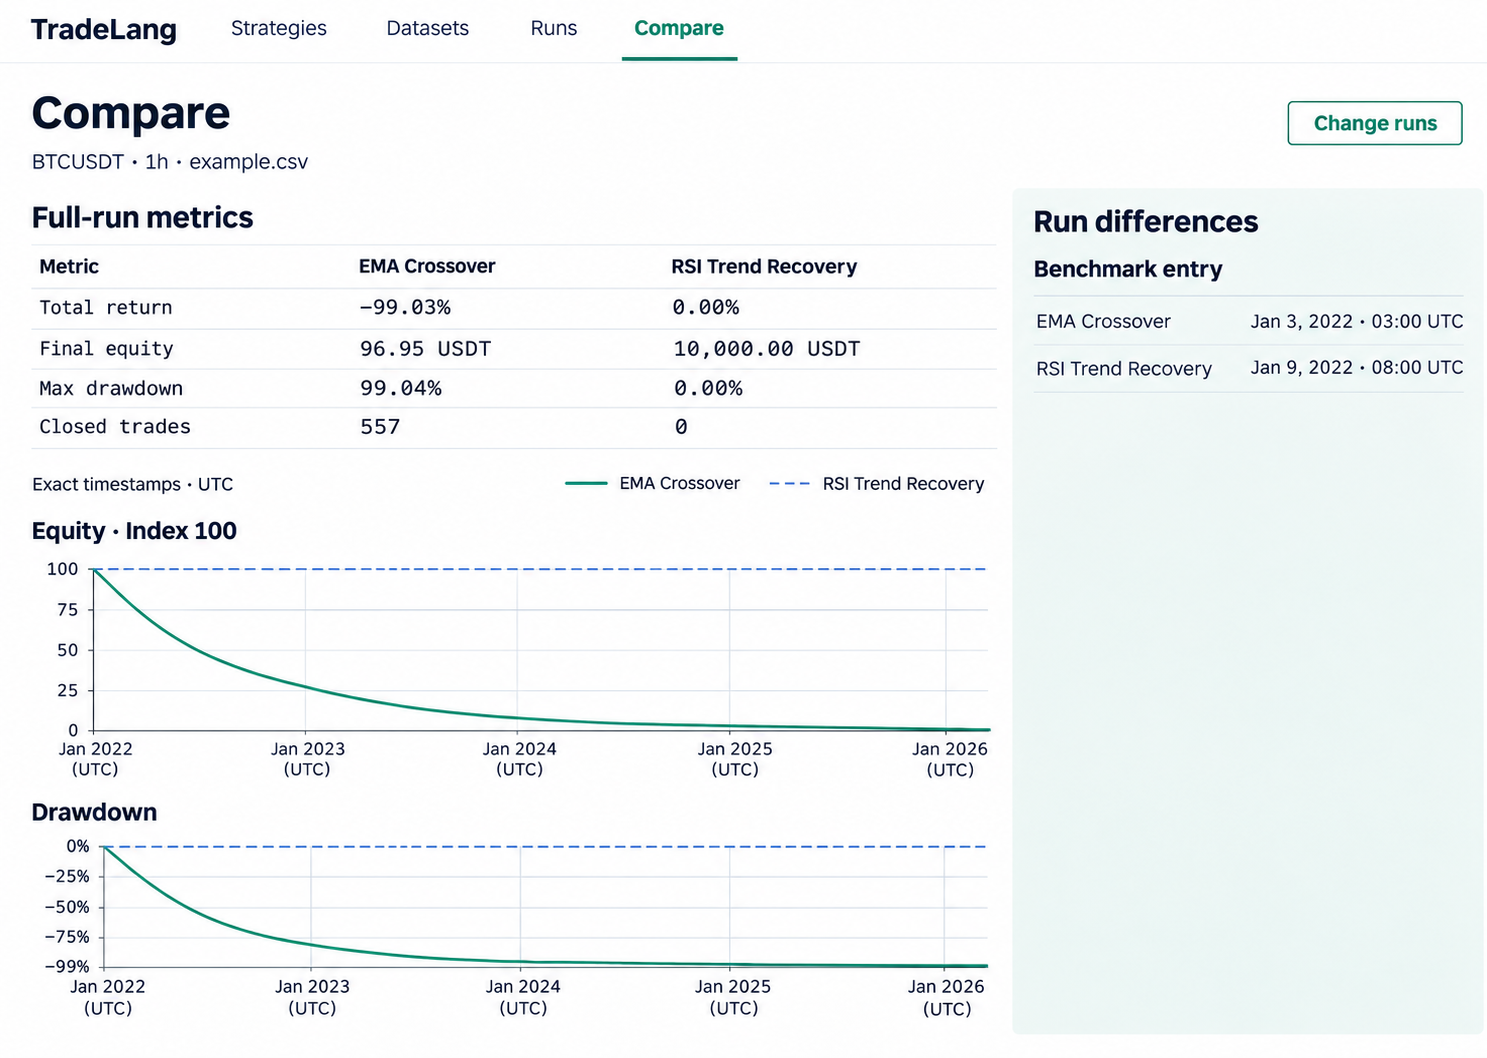 TradeLang Strategies Datasets Runs Compare
Compare
Change runs
BTCUSDT • 1h • example.csv
Full-run metrics
Metric EMA Crossover RSI Trend Recovery
Total return −99.03% 0.00%
Final equity 96.95 USDT 10,000.00 USDT
Max drawdown 99.04% 0.00%
Closed trades 557 0
Exact timestamps • UTC
EMA Crossover RSI Trend Recovery
Equity · Index 100
100
75
50
25
0
Jan 2022 Jan 2023 Jan 2024 Jan 2025 Jan 2026
(UTC) (UTC) (UTC) (UTC) (UTC)
Drawdown
0%
−25%
−50%
−75%
−99%
Jan 2022 Jan 2023 Jan 2024 Jan 2025 Jan 2026
(UTC) (UTC) (UTC) (UTC) (UTC)
Run differences
Benchmark entry
EMA Crossover Jan 3, 2022 • 03:00 UTC
RSI Trend Recovery Jan 9, 2022 • 08:00 UTC